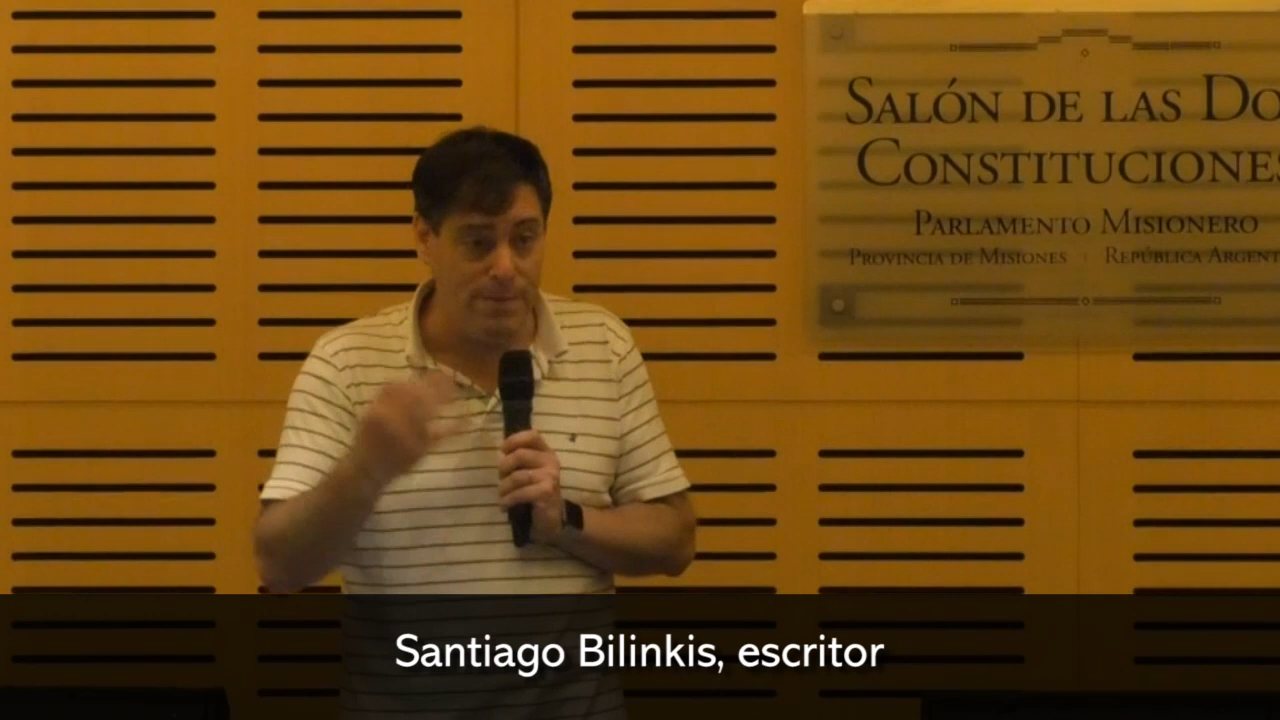 SALÓN DE LAS DO
CONSTITUCIONES
PARLAMENTO MISIONERO
PROVINCIA DE MISIONES | REPÚBLICA ARGENT
Santiago Bilinkis, escritor